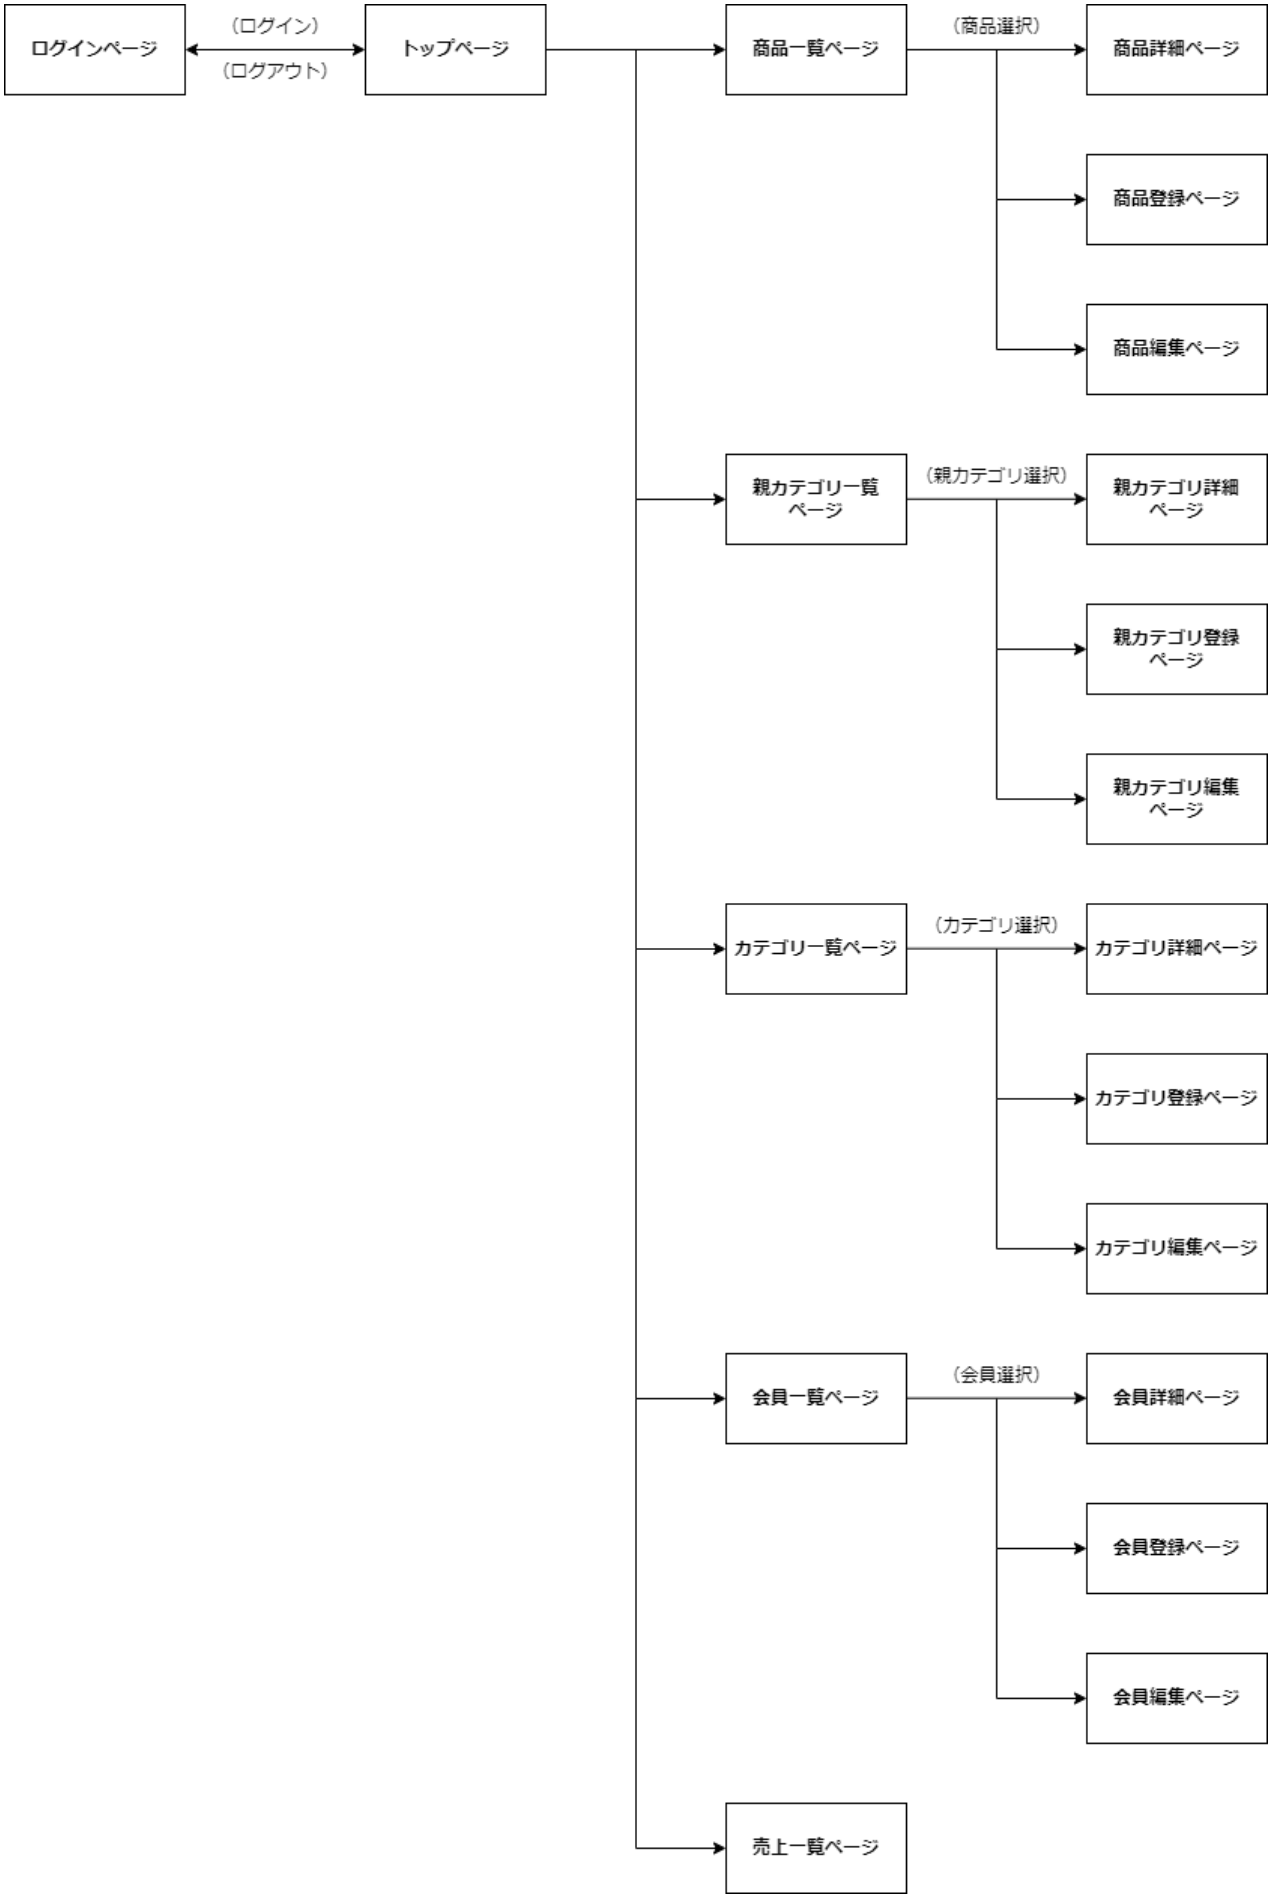 ログインページ
（ログイン）
（ログアウト）
トップページ
商品一覧ページ
（商品選択）
商品詳細ページ
商品登録ページ
商品編集ページ
親カテゴリ一覧
ページ
（親カテゴリ選択）
親カテゴリ詳細
ページ
親カテゴリ登録
ページ
親カテゴリ編集
ページ
カテゴリ一覧ページ
（カテゴリ選択）
カテゴリ詳細ページ
カテゴリ登録ページ
カテゴリ編集ページ
会員一覧ページ
（会員選択）
会員詳細ページ
会員登録ページ
会員編集ページ
売上一覧ページ